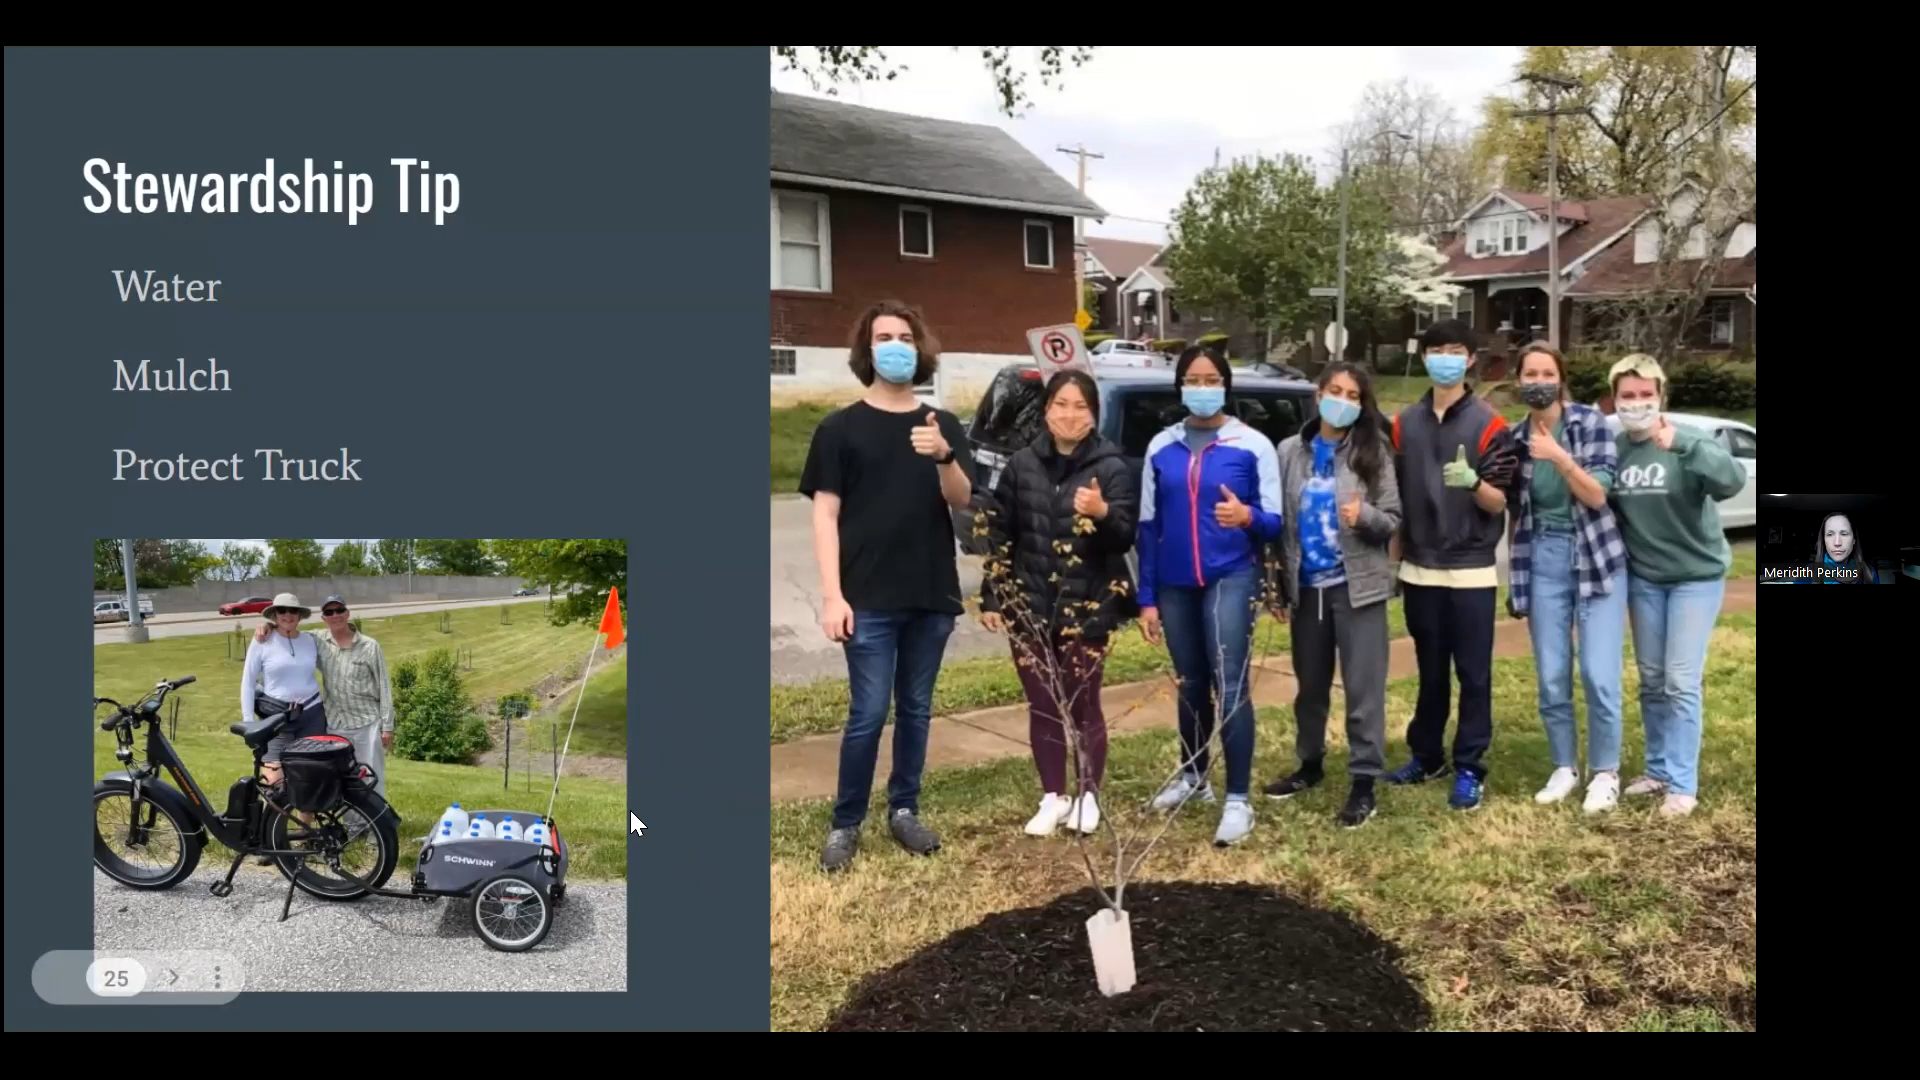 Stewardship Tip
Water
Mulch
Protect Truck
SCHWINN
25
P
ΦΩ
Meridith Perkins